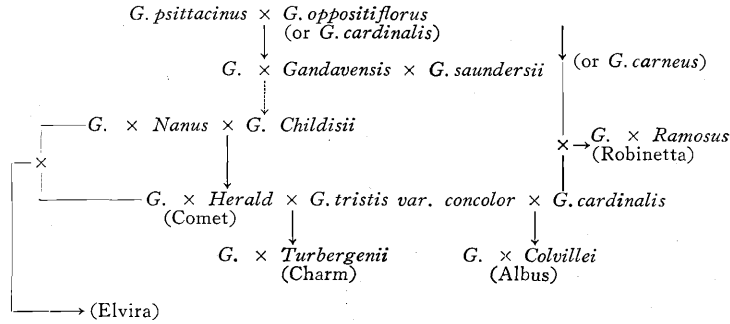 G. psittacinus × G. oppositiflorus
(or G. cardinalis)
(or G. carneus)
G. × Gandavensis × G. saundersii
G. × Nanus × G. Childisii
× G. × Ramosus
(Robinetta)
×
G. × Herald × G. tristis var. concolor × G. cardinalis
(Comet)
G. × Turbergenii G. × Colvillei
(Charm) (Albus)
(Elvira)